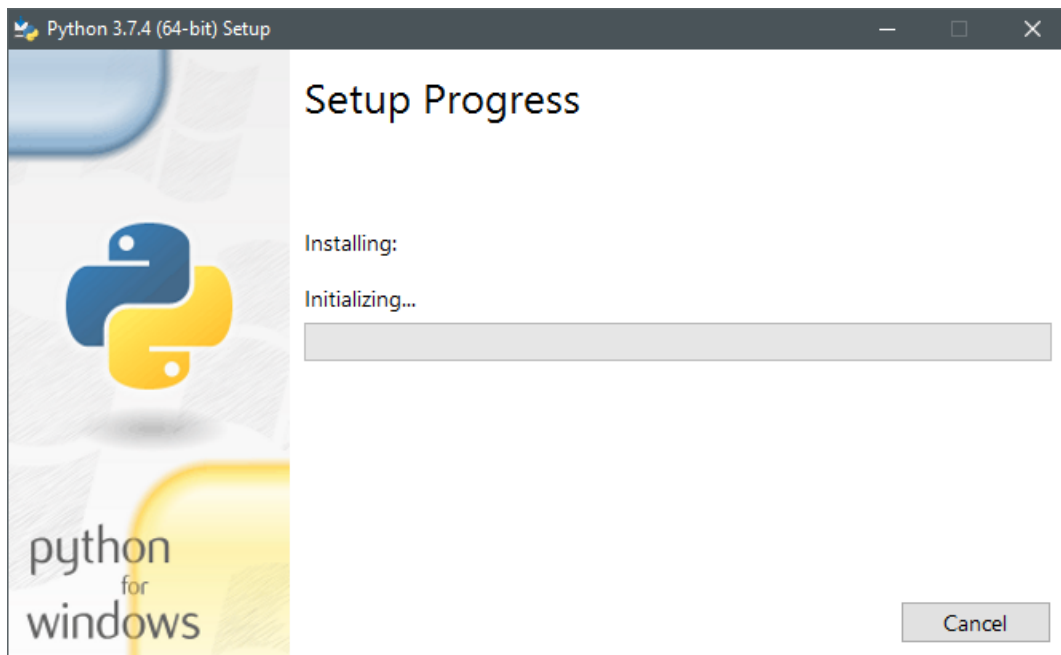 Python 3.7.4 (64-bit) Setup
Setup Progress
Installing:
Initializing...
python
for
windows
Cancel